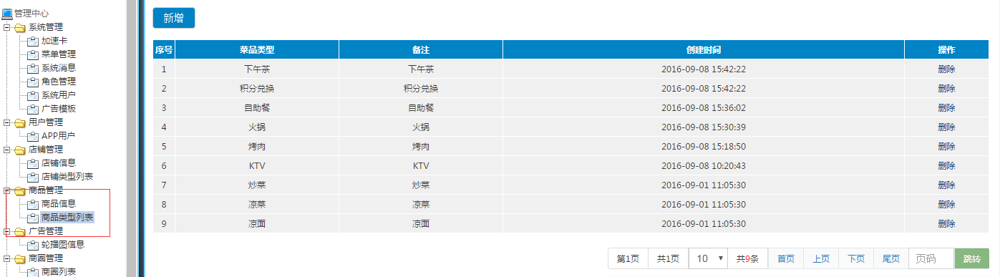 管理中心
系统管理
加速卡
菜单管理
系统消息
角色管理
系统用户
广告模板
用户管理
APP用户
店铺管理
店铺信息
店铺类型列表
商品管理
商品信息
商品类型列表
广告管理
轮播图信息
商圈管理
商圈列表
新增
序号 菜品类型 备注 创建时间 操作
1 下午茶 下午茶 2016-09-08 15:42:22 删除
2 积分兑换 积分兑换 2016-09-08 15:42:22 删除
3 自助餐 自助餐 2016-09-08 15:36:02 删除
4 火锅 火锅 2016-09-08 15:30:39 删除
5 烤肉 烤肉 2016-09-08 15:18:50 删除
6 KTV KTV 2016-09-08 10:20:43 删除
7 炒菜 炒菜 2016-09-01 11:05:30 删除
8 凉菜 凉菜 2016-09-01 11:05:30 删除
9 凉面 凉面 2016-09-01 11:05:30 删除
第1页 共1页 10 共9条 首页 上页 下页 尾页 页码 跳转